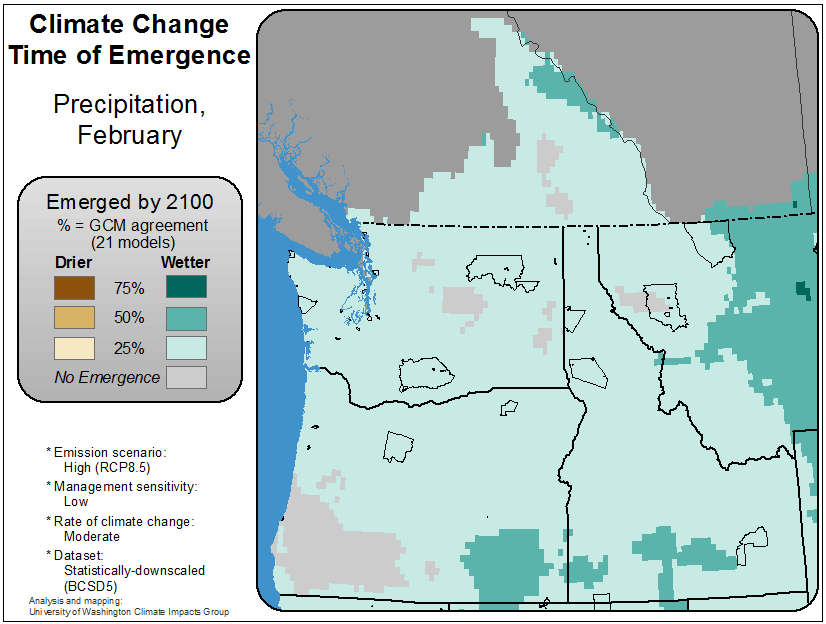 Climate Change
Time of Emergence
Precipitation,
February
Emerged by 2100
% = GCM agreement
(21 models)
Drier Wetter
75%
50%
25%
No Emergence
* Emission scenario:
High (RCP8.5)
* Management sensitivity:
Low
* Rate of climate change:
Moderate
* Dataset:
Statistically-downscaled
(BCSD5)
Analysis and mapping:
University of Washington Climate Impacts Group